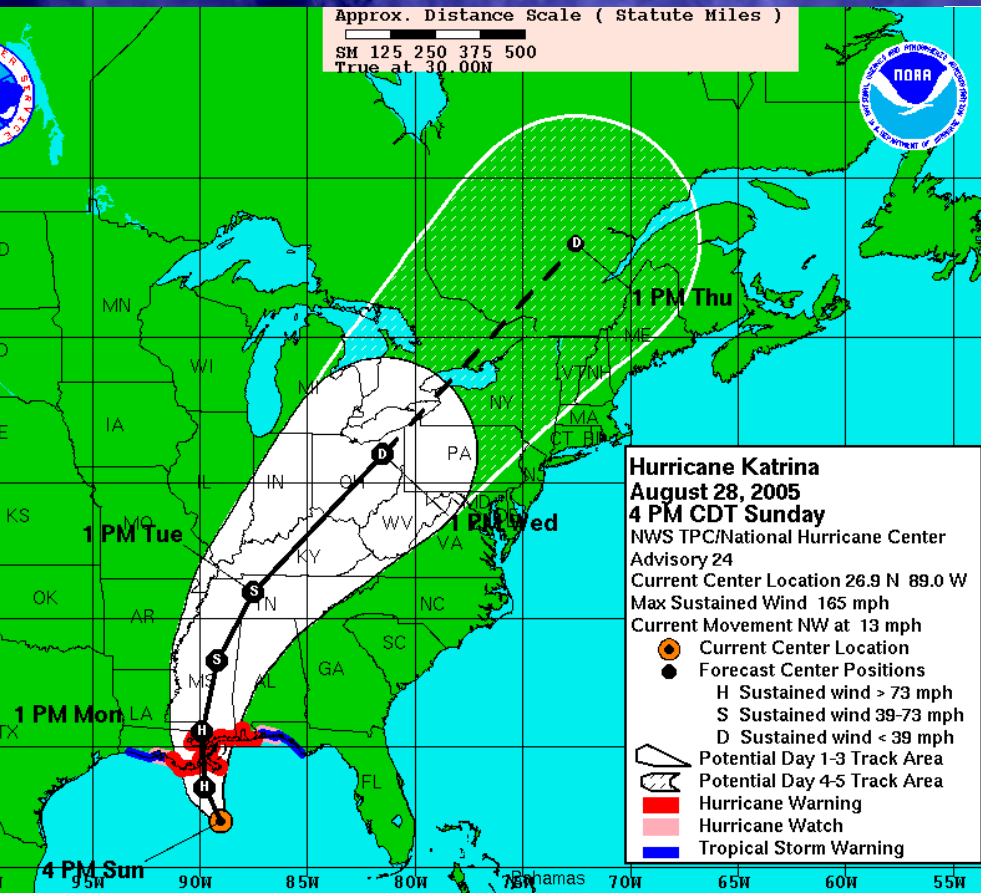 Approx. Distance Scale ( Statute Miles )
SM 125 250 375 500
True at 30.00N
NOAA
1 PM Thu
MN
ME
WI
VT
NH
MI
NY
MA
IA
CT
RI
PA
NJ
IL
IN
OH
MD
KS
MO
WV
1 PM Tue
1 PM Wed
VA
KY
OK
TN
AR
NC
SC
MS
AL
GA
1 PM Mon
LA
TX
FL
4 PM Sun
Bahamas
95W 90W 85W 80W 75W 70W 65W 60W 55W
D
D
S
S
H
H
Hurricane Katrina
August 28, 2005
4 PM CDT Sunday
NWS TPC/National Hurricane Center
Advisory 24
Current Center Location 26.9 N 89.0 W
Max Sustained Wind 165 mph
Current Movement NW at 13 mph
Current Center Location
Forecast Center Positions
H Sustained wind > 73 mph
S Sustained wind 39-73 mph
D Sustained wind < 39 mph
Potential Day 1-3 Track Area
Potential Day 4-5 Track Area
Hurricane Warning
Hurricane Watch
Tropical Storm Warning